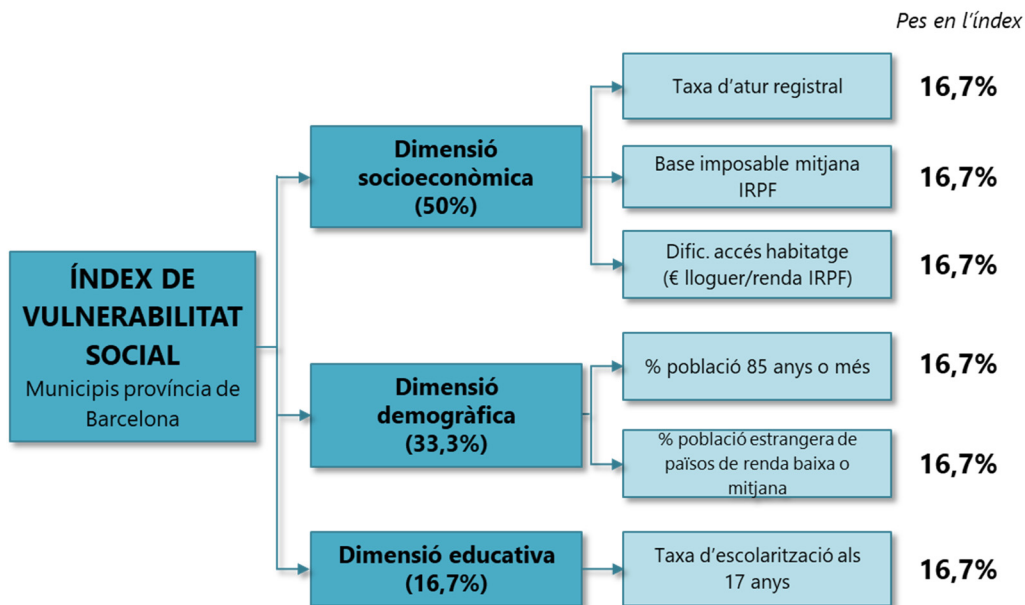 Pes en l’índex
Taxa d’atur registral
16,7%
Dimensió
socioeconòmica
(50%)
Base imposable mitjana
IRPF
16,7%
Dific. accés habitatge
(€ lloguer/renda IRPF)
16,7%
ÍNDEX DE
VULNERABILITAT
SOCIAL
Municipis província de
Barcelona
Dimensió
demogràfica
(33,3%)
% població 85 anys o més
16,7%
% població estrangera de
països de renda baixa o
mitjana
16,7%
Dimensió educativa
(16,7%)
Taxa d’escolarització als
17 anys
16,7%